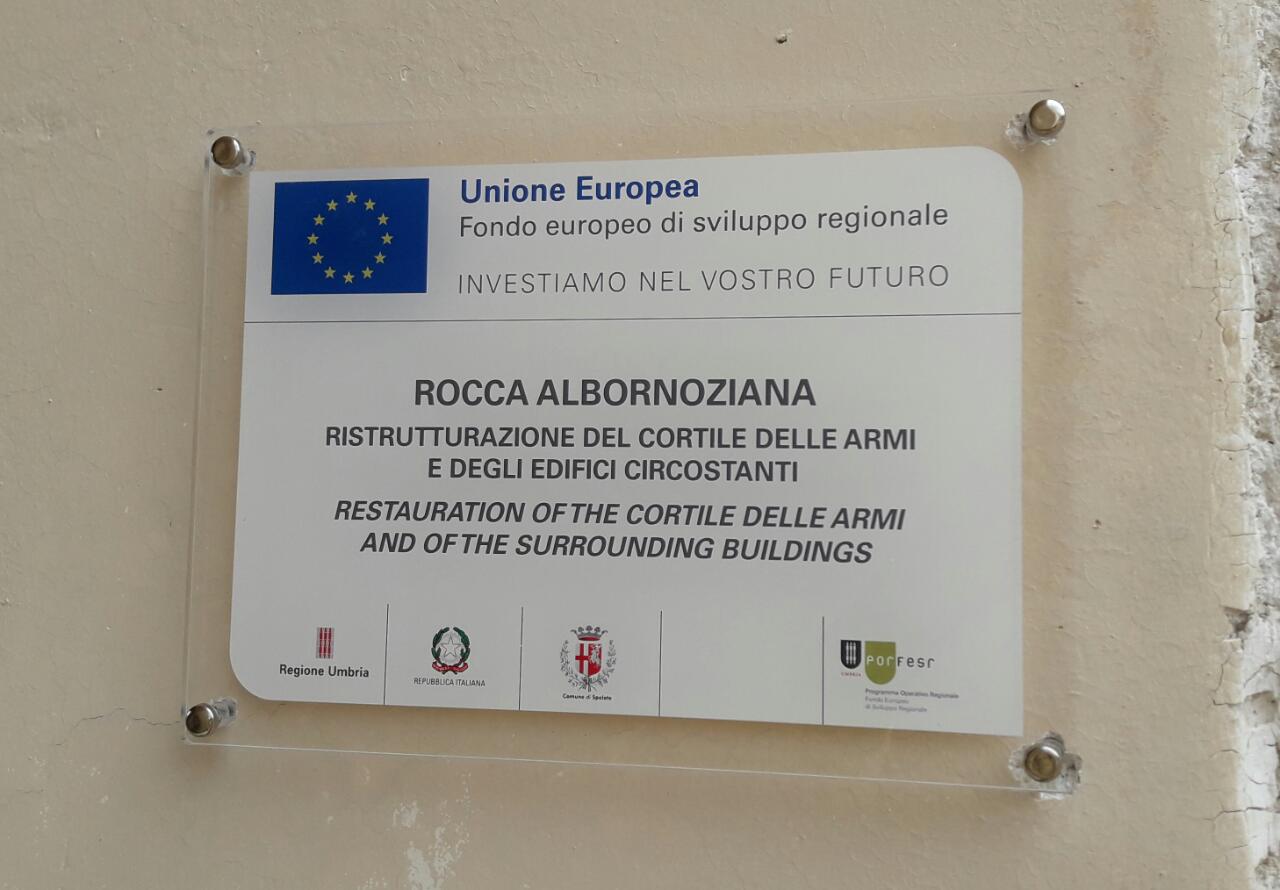 Unione Europea
Fondo europeo di sviluppo regionale
INVESTIAMO NEL VOSTRO FUTURO
ROCCA ALBORNOZIANA
RISTRUTTURAZIONE DEL CORTILE DELLE ARMI
E DEGLI EDIFICI CIRCOSTANTI
RESTAURATION OF THE CORTILE DELLE ARMI
AND OF THE SURROUNDING BUILDINGS
Regione Umbria
REPUBBLICA ITALIANA
Comune di Spoleto
UMBRIA
porFesr
Programma Operativo Regionale
Fondo Europeo
di Sviluppo Regionale